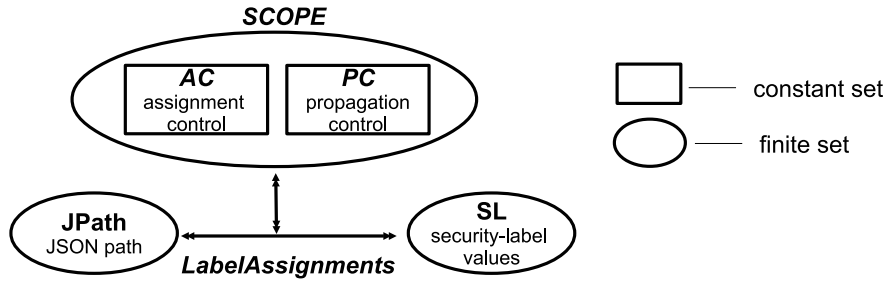 SCOPE
AC
assignment
control
PC
propagation
control
constant set
finite set
JPath
JSON path
LabelAssignments
SL
security-label
values